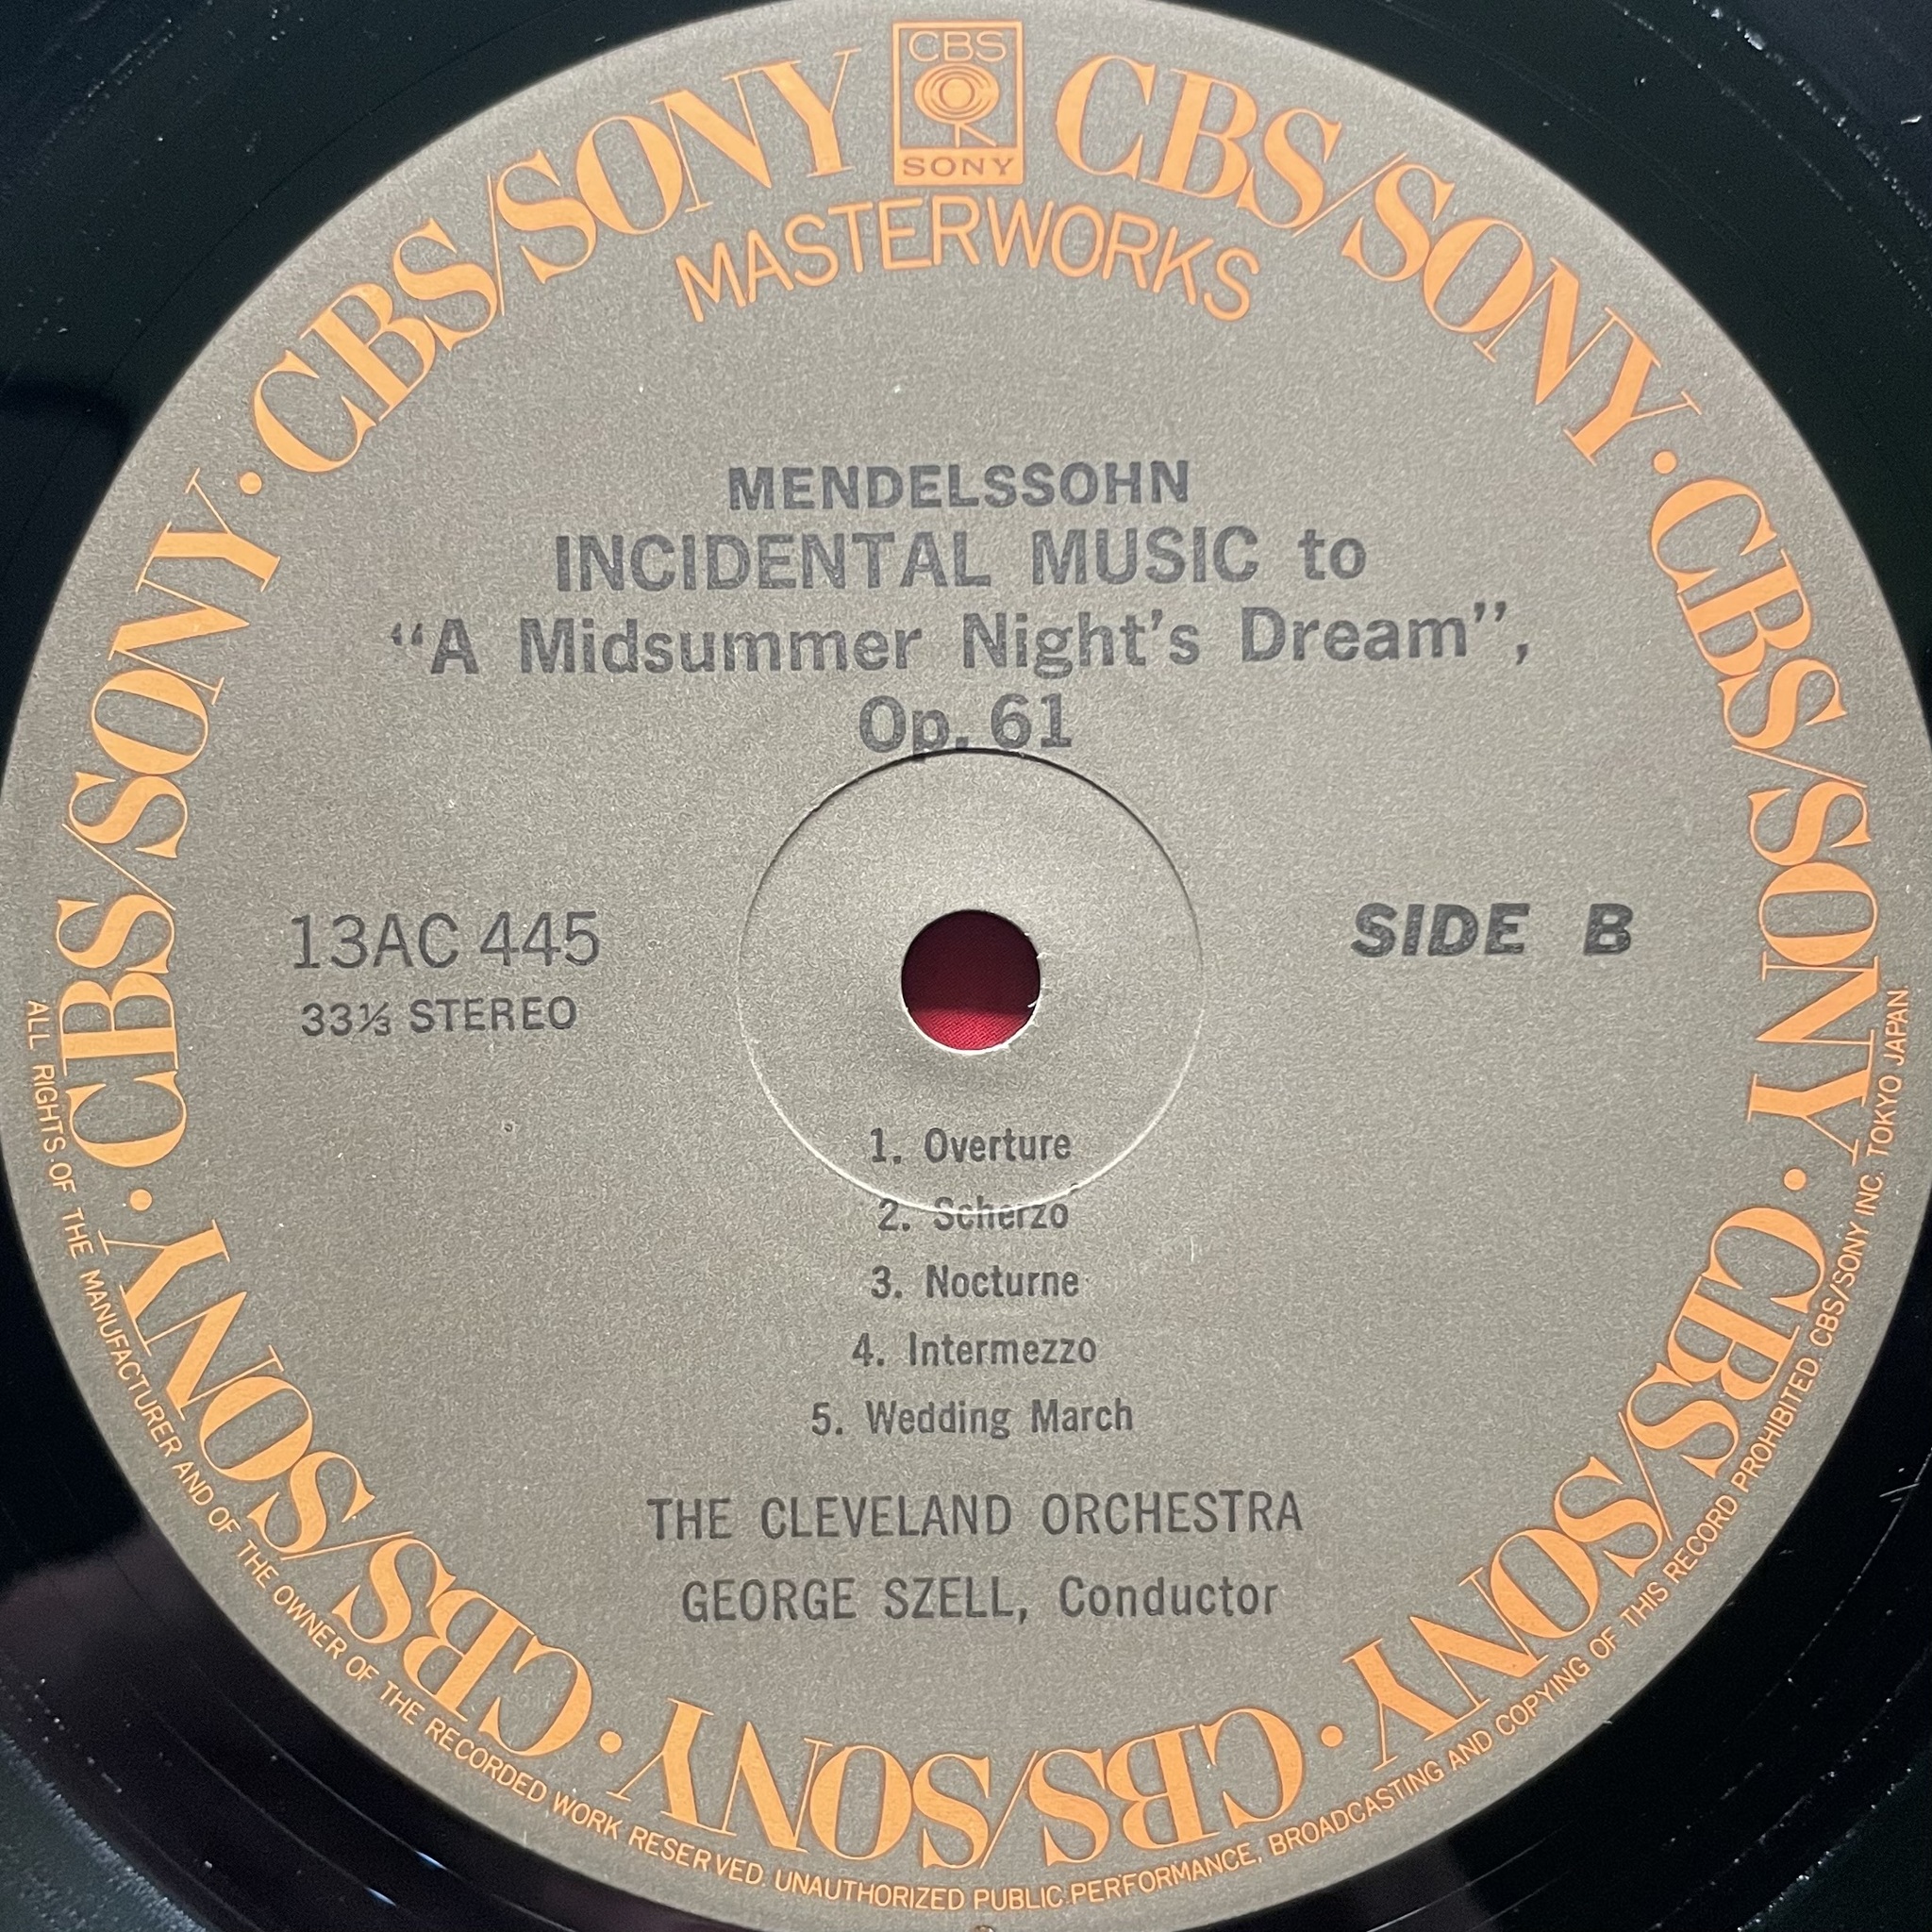 CBS
SONY
CBS/SONY · CBS/SONY · CBS/SONY · CBS/SONY · CBS/SONY · CBS/SONY · CBS/SONY · CBS/SONY
MASTERWORKS
MENDELSSOHN
INCIDENTAL MUSIC to
“A Midsummer Night’s Dream”,
Op. 61
13AC 445
33⅓ STEREO
SIDE B
1. Overture
2. Scherzo
3. Nocturne
4. Intermezzo
5. Wedding March
THE CLEVELAND ORCHESTRA
GEORGE SZELL, Conductor
ALL RIGHTS OF THE MANUFACTURER AND OF THE OWNER OF THE RECORDED WORK RESERVED. UNAUTHORIZED PUBLIC PERFORMANCE, BROADCASTING AND COPYING OF THIS RECORD PROHIBITED. CBS/SONY INC. TOKYO JAPAN